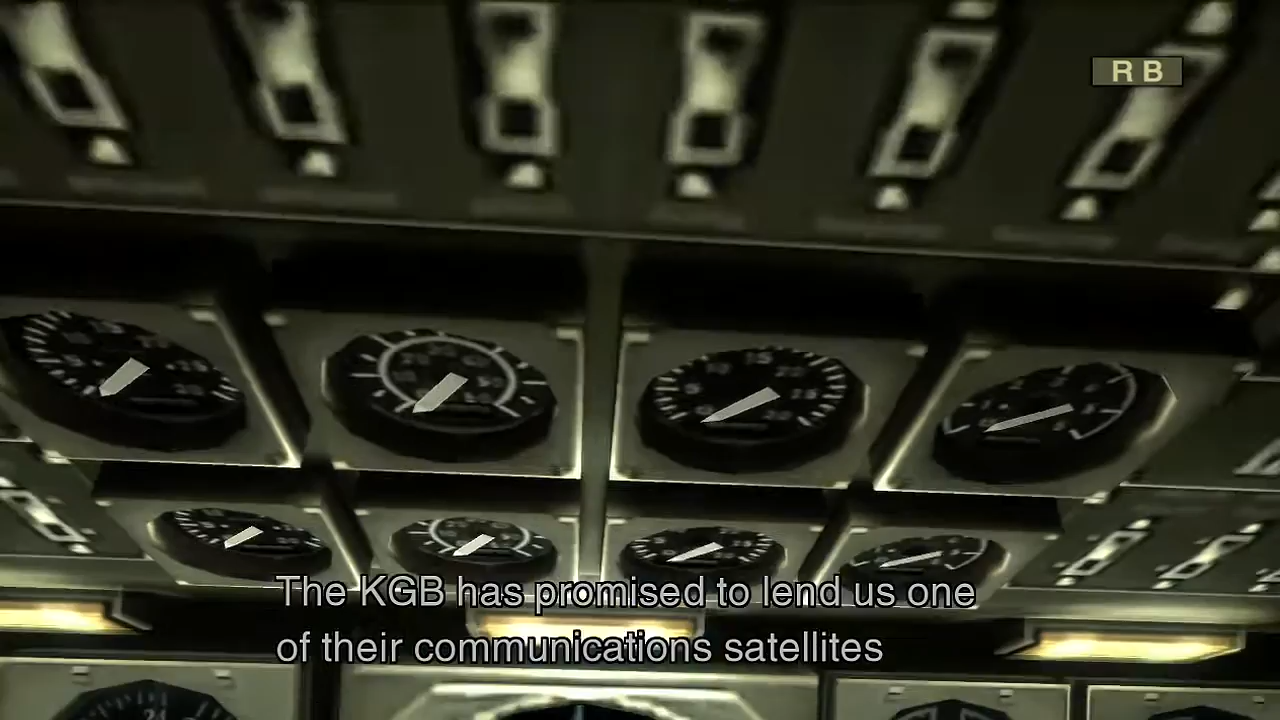 RB
The KGB has promised to lend us one
of their communications satellites